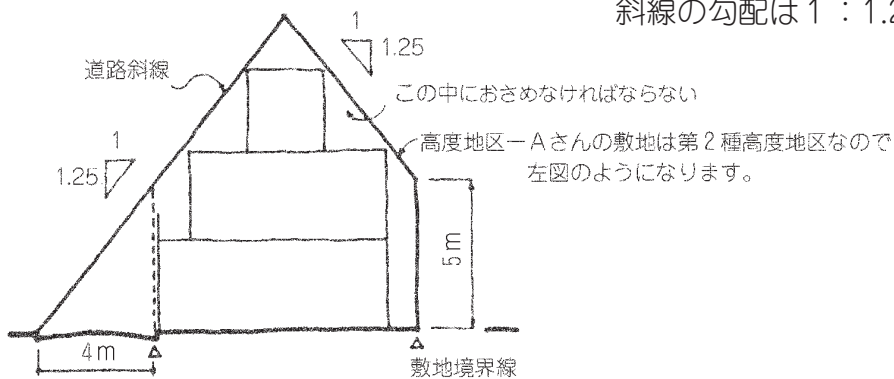 斜線の勾配は1：1.2
1
1.25
道路斜線
この中におさめなければならない
1
1.25
高度地区－Aさんの敷地は第2種高度地区なので
左図のようになります。
5m
4m
敷地境界線